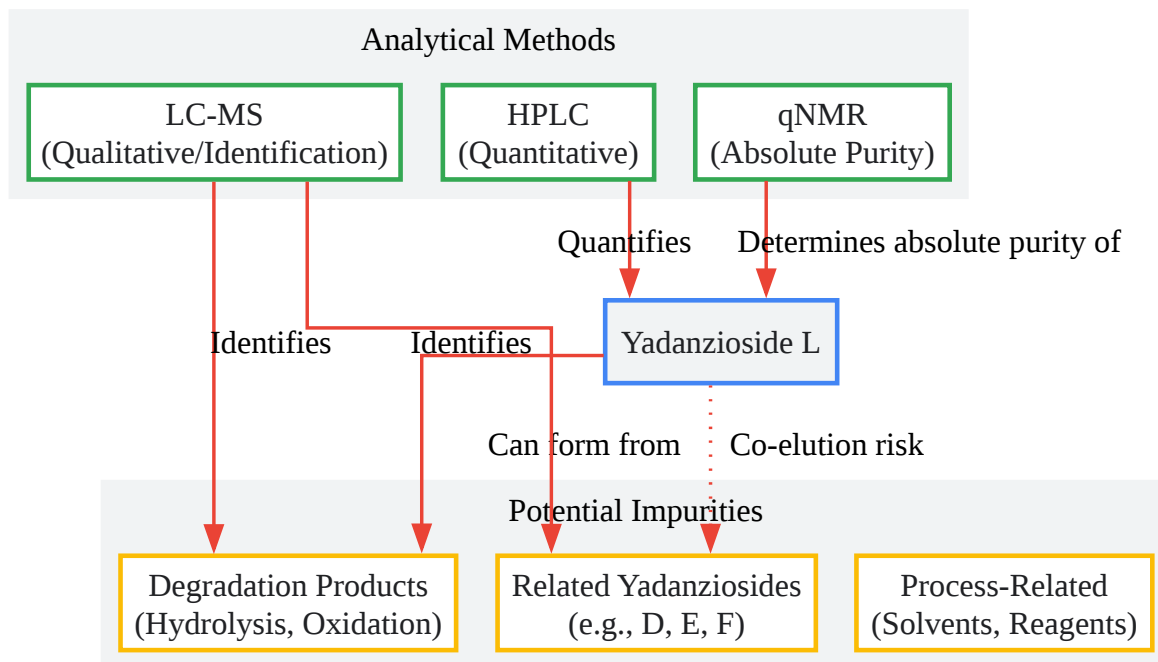 Analytical Methods
LC-MS
(Qualitative/Identification)
HPLC
(Quantitative)
qNMR
(Absolute Purity)
Quantifies
Determines absolute purity of
Identifies
Identifies
Yadanzioside L
Can form from
Co-elution risk
Potential Impurities
Degradation Products
(Hydrolysis, Oxidation)
Related Yadanziosides
(e.g., D, E, F)
Process-Related
(Solvents, Reagents)